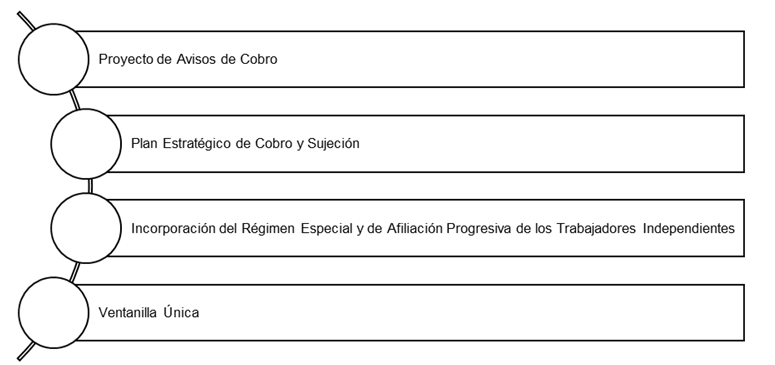 Proyecto de Avisos de Cobro
Plan Estratégico de Cobro y Sujeción
Incorporación del Régimen Especial y de Afiliación Progresiva de los Trabajadores Independientes
Ventanilla Única